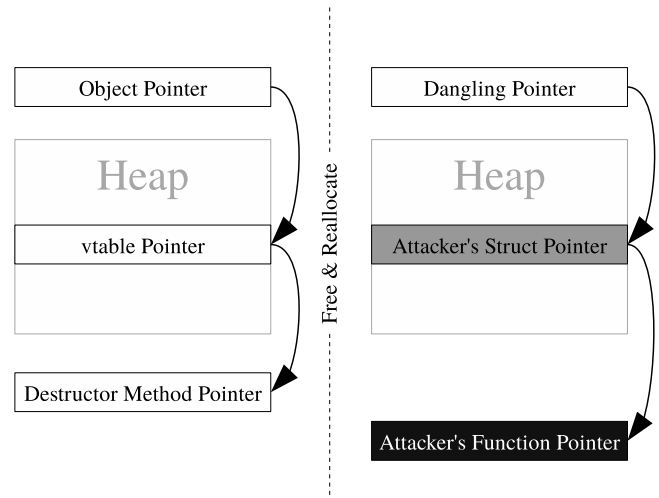 Object Pointer
Heap
vtable Pointer
Destructor Method Pointer
Free & Reallocate
Dangling Pointer
Heap
Attacker's Struct Pointer
Attacker's Function Pointer